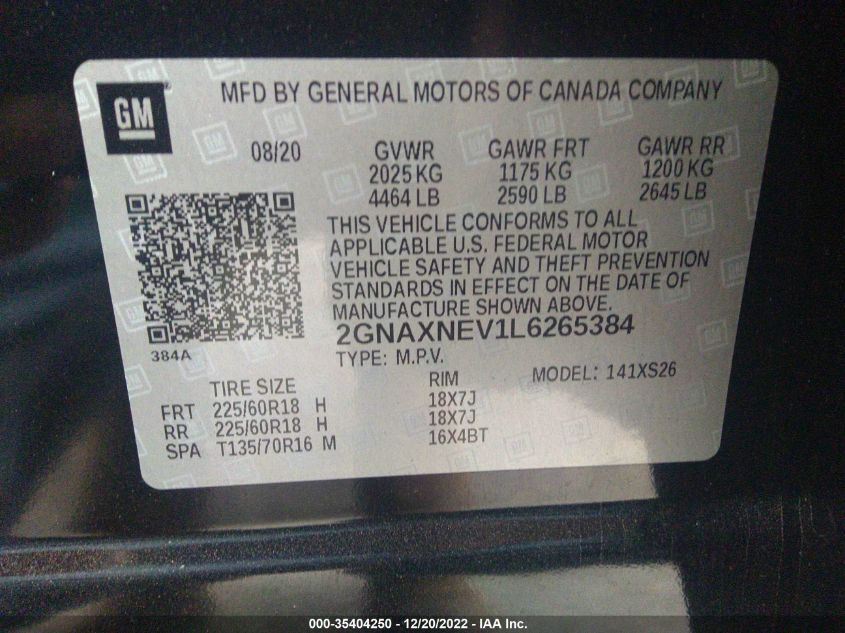 GM
MFD BY GENERAL MOTORS OF CANADA COMPANY
08/20 GVWR GAWR FRT GAWR RR
2025 KG 1175 KG 1200 KG
4464 LB 2590 LB 2645 LB
THIS VEHICLE CONFORMS TO ALL
APPLICABLE U.S. FEDERAL MOTOR
VEHICLE SAFETY AND THEFT PREVENTION
STANDARDS IN EFFECT ON THE DATE OF
MANUFACTURE SHOWN ABOVE.
2GNAXNEV1L6265384
384A
TYPE: M.P.V.
MODEL: 141XS26
TIRE SIZE RIM
FRT 225/60R18 H 18X7J
RR 225/60R18 H 18X7J
SPA T135/70R16 M 16X4BT
000-35404250 - 12/20/2022 - IAA Inc.